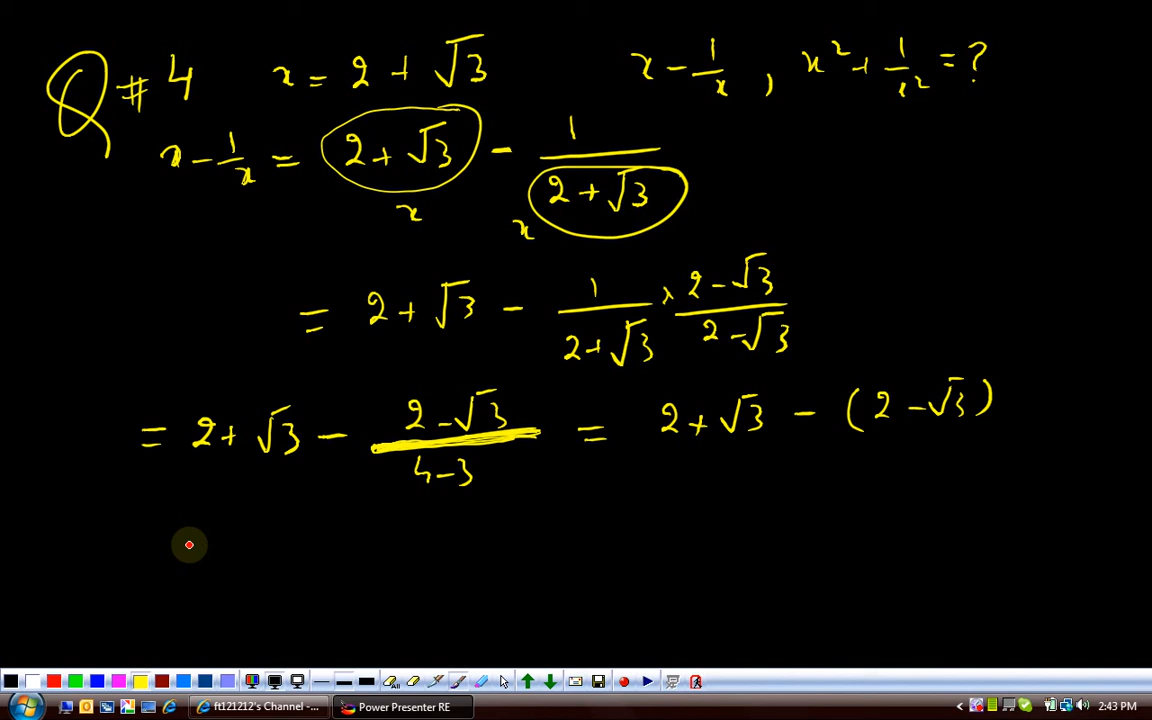 Q # 4 x = 2 + √3 x - 1/x , x² + 1/x² = ?
x - 1/x = 2 + √3 - 1/(2 + √3)
x x
= 2 + √3 - 1/(2+√3) × (2-√3)/(2-√3)
= 2+ √3 - (2-√3)/(4-3) = 2+ √3 - (2 -√3)
ft121212's Channel -... Power Presenter RE < 2:43 PM